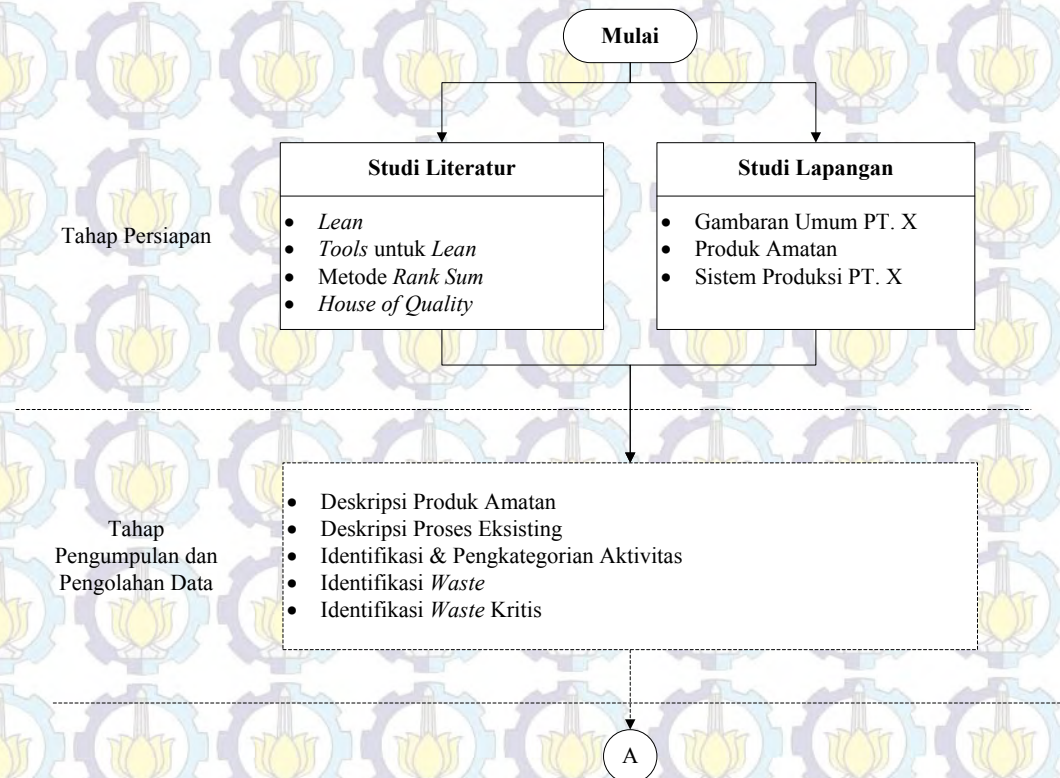 Mulai
Studi Literatur
• Lean
• Tools untuk Lean
• Metode Rank Sum
• House of Quality
Studi Lapangan
• Gambaran Umum PT. X
• Produk Amatan
• Sistem Produksi PT. X
Tahap Persiapan
Tahap
Pengumpulan dan
Pengolahan Data
• Deskripsi Produk Amatan
• Deskripsi Proses Eksisting
• Identifikasi & Pengkategorian Aktivitas
• Identifikasi Waste
• Identifikasi Waste Kritis
A